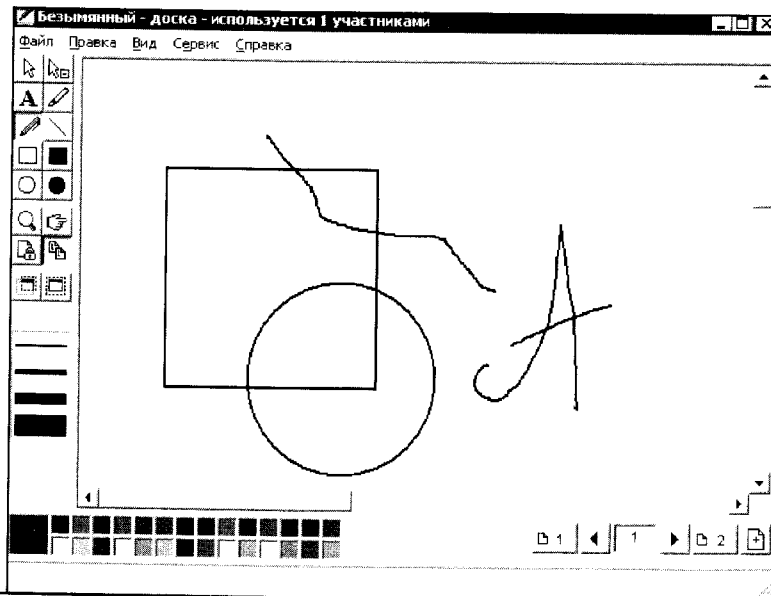 Безымянный - доска - используется 1 участниками
Файл Правка Вид Сервис Справка
A
A
1 1 2